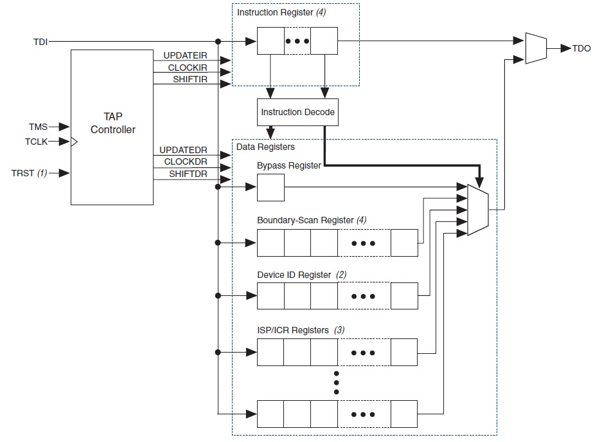 Instruction Register (4)
TDI
TDO
UPDATEIR
CLOCKIR
SHIFTIR
TAP
Controller
Instruction Decode
TMS
TCLK
TRST (1)
UPDATEDR
CLOCKDR
SHIFTDR
Data Registers
Bypass Register
Boundary-Scan Register (4)
Device ID Register (2)
ISP/ICR Registers (3)